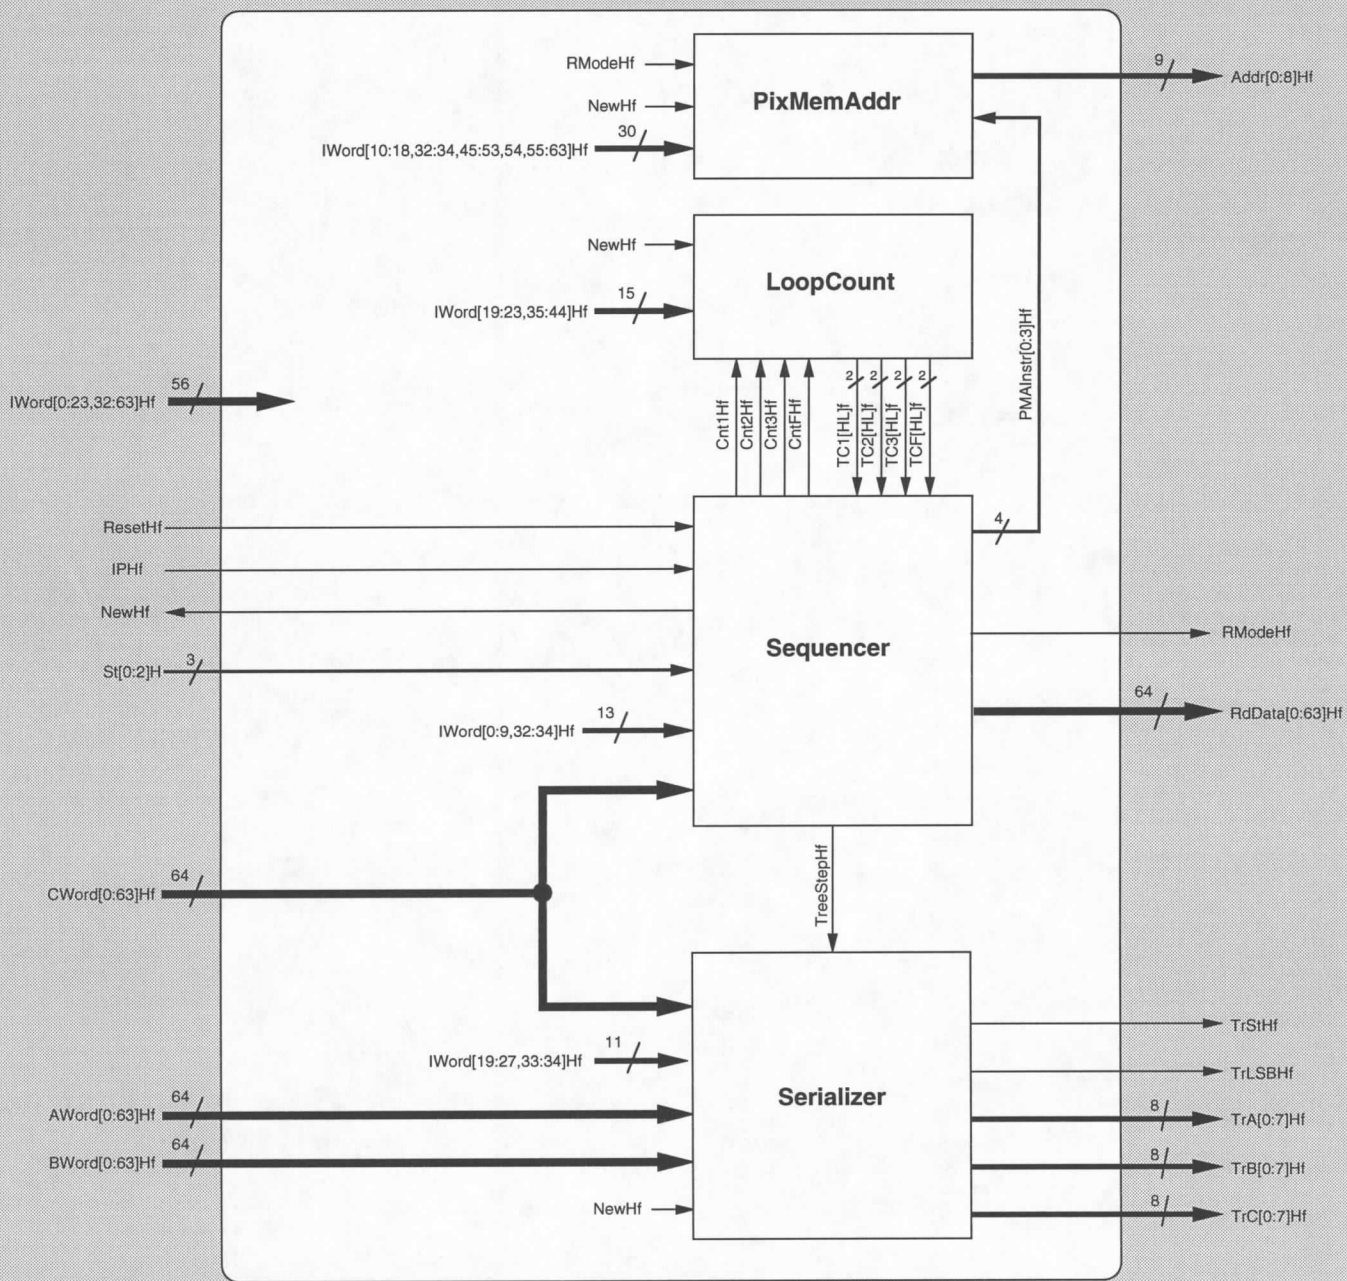 RModeHf
NewHf
30
IWord[10:18,32:34,45:53,54,55:63]Hf
PixMemAddr
9
Addr[0:8]Hf
NewHf
15
IWord[19:23,35:44]Hf
LoopCount
PMAInstr[0:3]Hf
56
IWord[0:23,32:63]Hf
Cnt1Hf
Cnt2Hf
Cnt3Hf
CntFHf
2
2
2
2
TC1[HL]f
TC2[HL]f
TC3[HL]f
TCF[HL]f
4
ResetHf
IPHf
NewHf
3
St[0:2]H
13
IWord[0:9,32:34]Hf
Sequencer
RModeHf
64
RdData[0:63]Hf
64
CWord[0:63]Hf
TreeStepHf
11
IWord[19:27,33:34]Hf
64
AWord[0:63]Hf
64
BWord[0:63]Hf
NewHf
Serializer
TrStHf
TrLSBHf
8
TrA[0:7]Hf
8
TrB[0:7]Hf
8
TrC[0:7]Hf